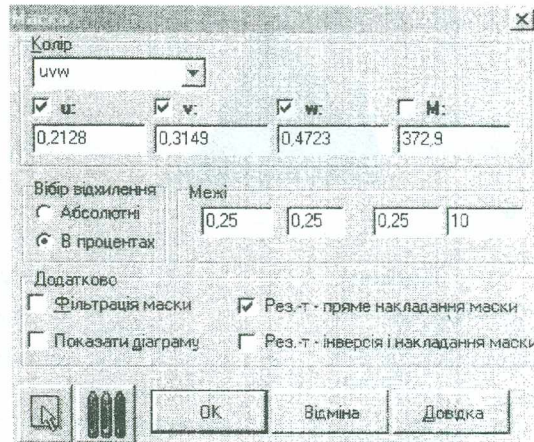 Маска
Колір
uvw
u: v: w: M:
0,2128 0,3149 0,4723 372,9
Вібір відхилення
Абсолютні
В процентах
Межі
0,25 0,25 0,25 10
Додатково
Фільтрація маски
Рез.-т - пряме накладання маски
Показати діаграму
Рез.-т - інверсія і накладання маски
OK Відміна Довідка